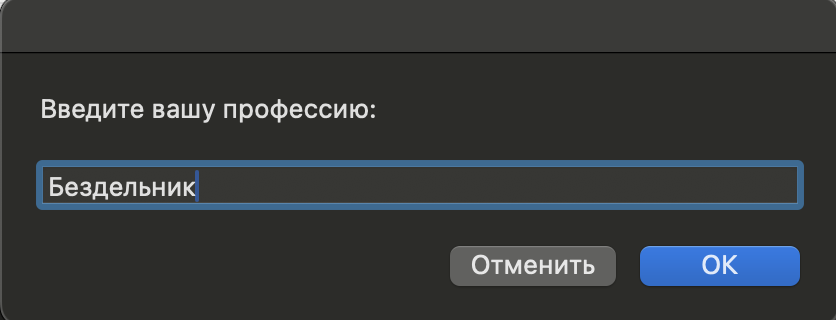 Введите вашу профессию:
Бездельник
Отменить
OK